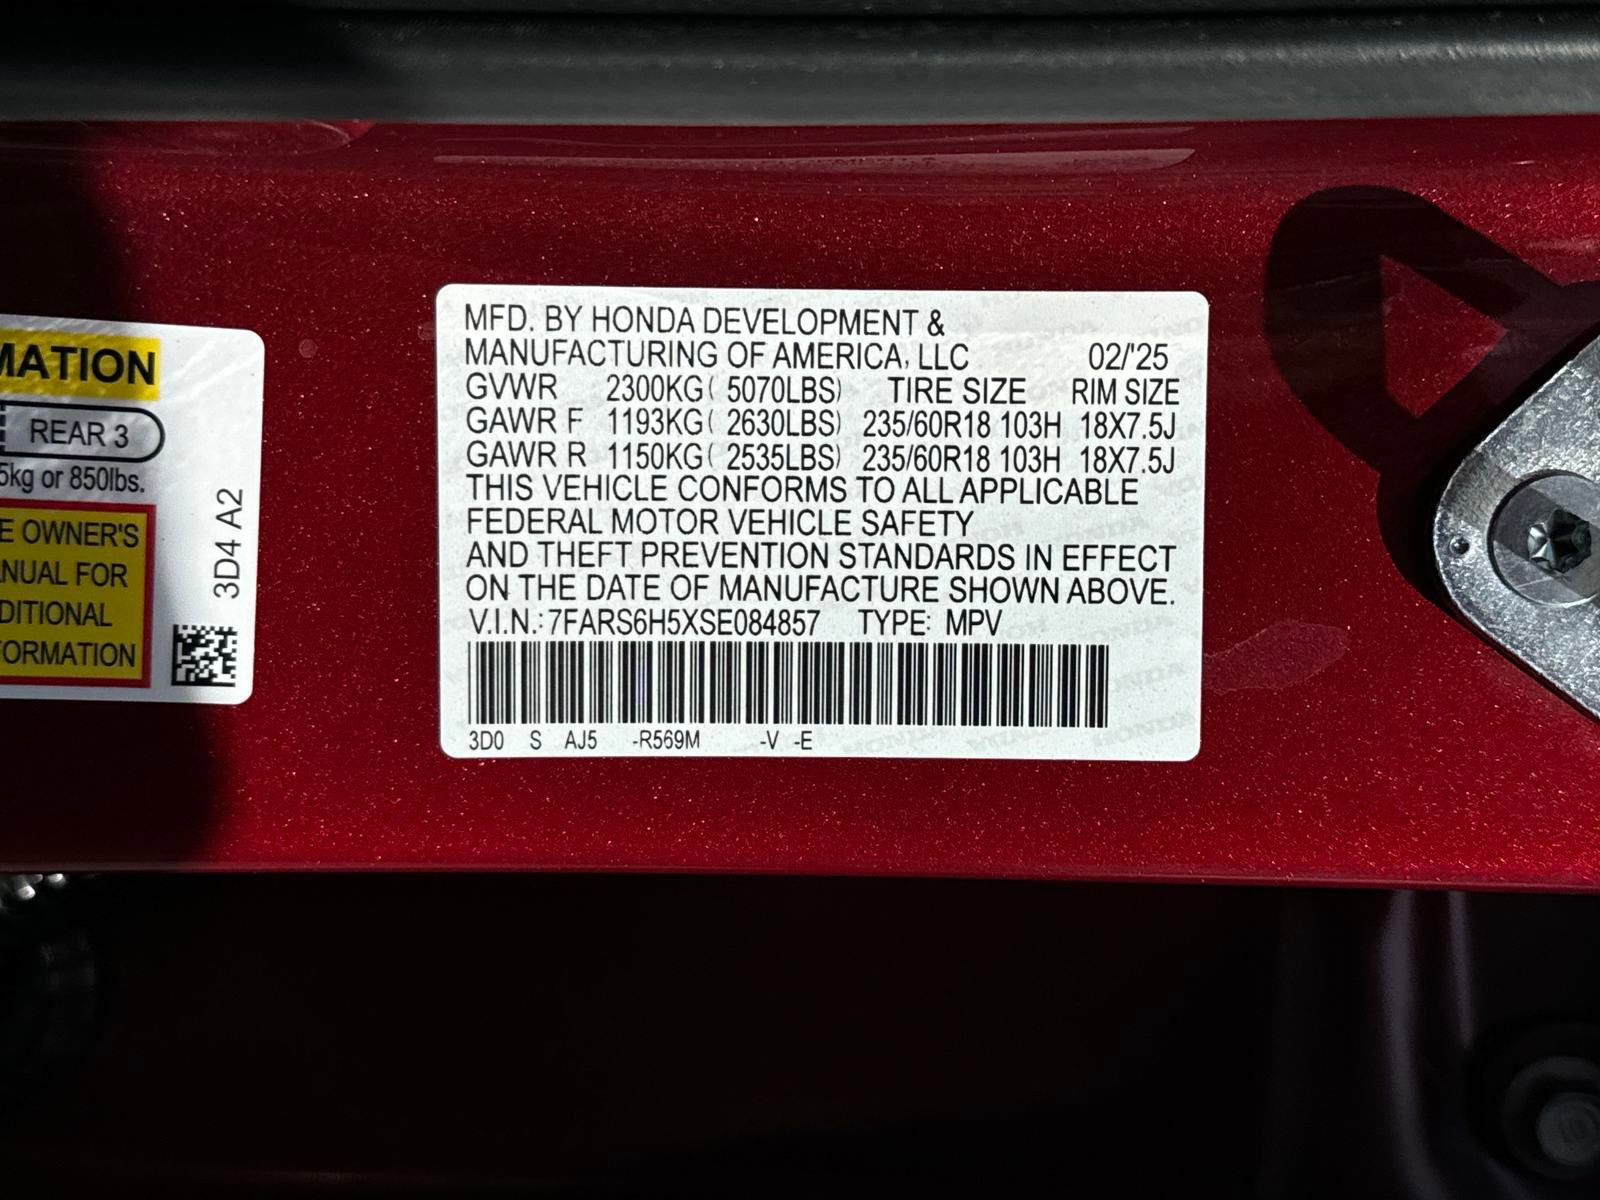 MATION
REAR 3
5kg or 850lbs.
E OWNER'S
ANUAL FOR
DITIONAL
FORMATION
3D4 A2
MFD. BY HONDA DEVELOPMENT &
MANUFACTURING OF AMERICA, LLC 02/'25
GVWR 2300KG( 5070LBS) TIRE SIZE RIM SIZE
GAWR F 1193KG( 2630LBS) 235/60R18 103H 18X7.5J
GAWR R 1150KG( 2535LBS) 235/60R18 103H 18X7.5J
THIS VEHICLE CONFORMS TO ALL APPLICABLE
FEDERAL MOTOR VEHICLE SAFETY
AND THEFT PREVENTION STANDARDS IN EFFECT
ON THE DATE OF MANUFACTURE SHOWN ABOVE.
V.I.N.: 7FARS6H5XSE084857 TYPE: MPV
3D0 S AJ5 -R569M -V -E